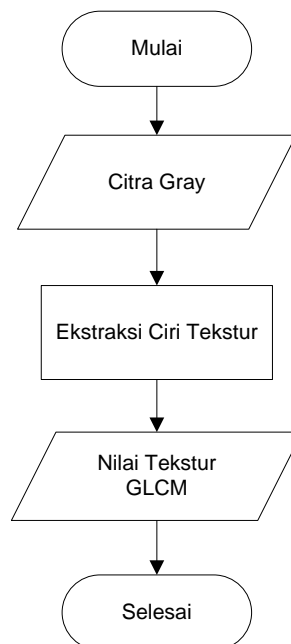 Mulai
Citra Gray
Ekstraksi Ciri Tekstur
Nilai Tekstur
GLCM
Selesai